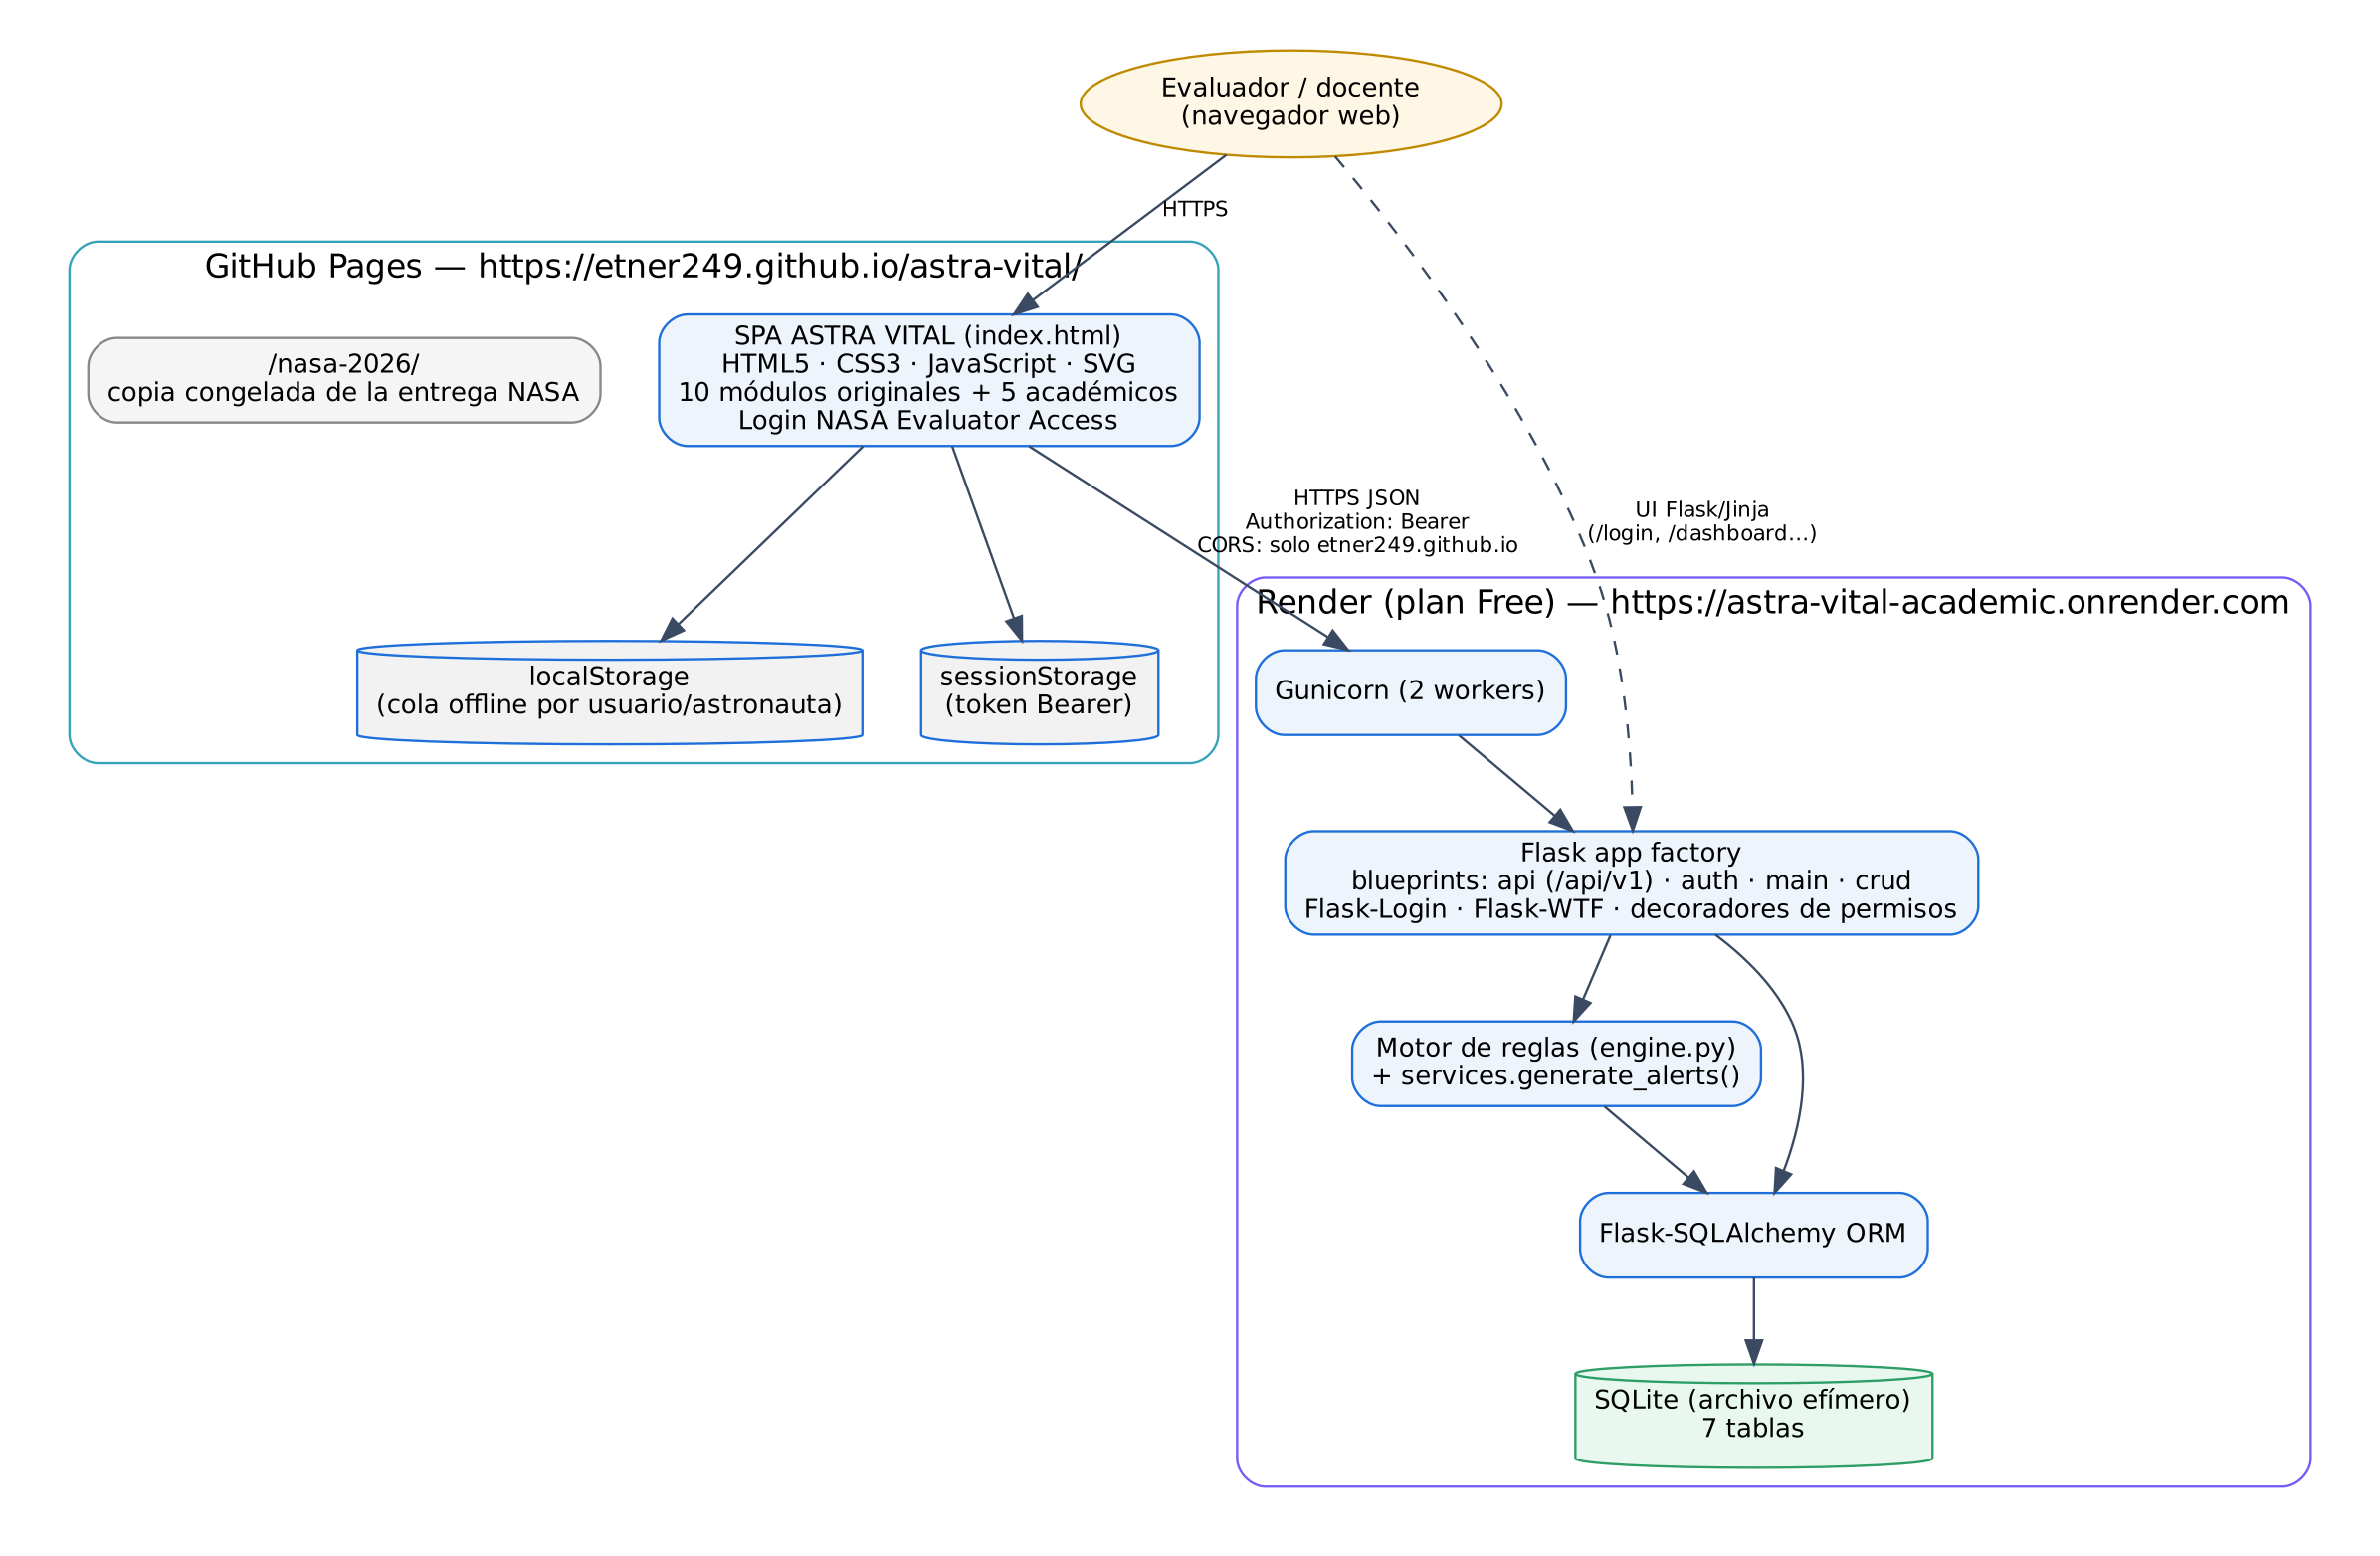 Evaluador / docente
(navegador web)
HTTPS
GitHub Pages — https://etner249.github.io/astra-vital/
/nasa-2026/
copia congelada de la entrega NASA
SPA ASTRA VITAL (index.html)
HTML5 · CSS3 · JavaScript · SVG
10 módulos originales + 5 académicos
Login NASA Evaluator Access
HTTPS JSON
Authorization: Bearer
CORS: solo etner249.github.io
UI Flask/Jinja
(/login, /dashboard...)
localStorage
(cola offline por usuario/astronauta)
sessionStorage
(token Bearer)
Render (plan Free) — https://astra-vital-academic.onrender.com
Gunicorn (2 workers)
Flask app factory
blueprints: api (/api/v1) · auth · main · crud
Flask-Login · Flask-WTF · decoradores de permisos
Motor de reglas (engine.py)
+ services.generate_alerts()
Flask-SQLAlchemy ORM
SQLite (archivo efímero)
7 tablas